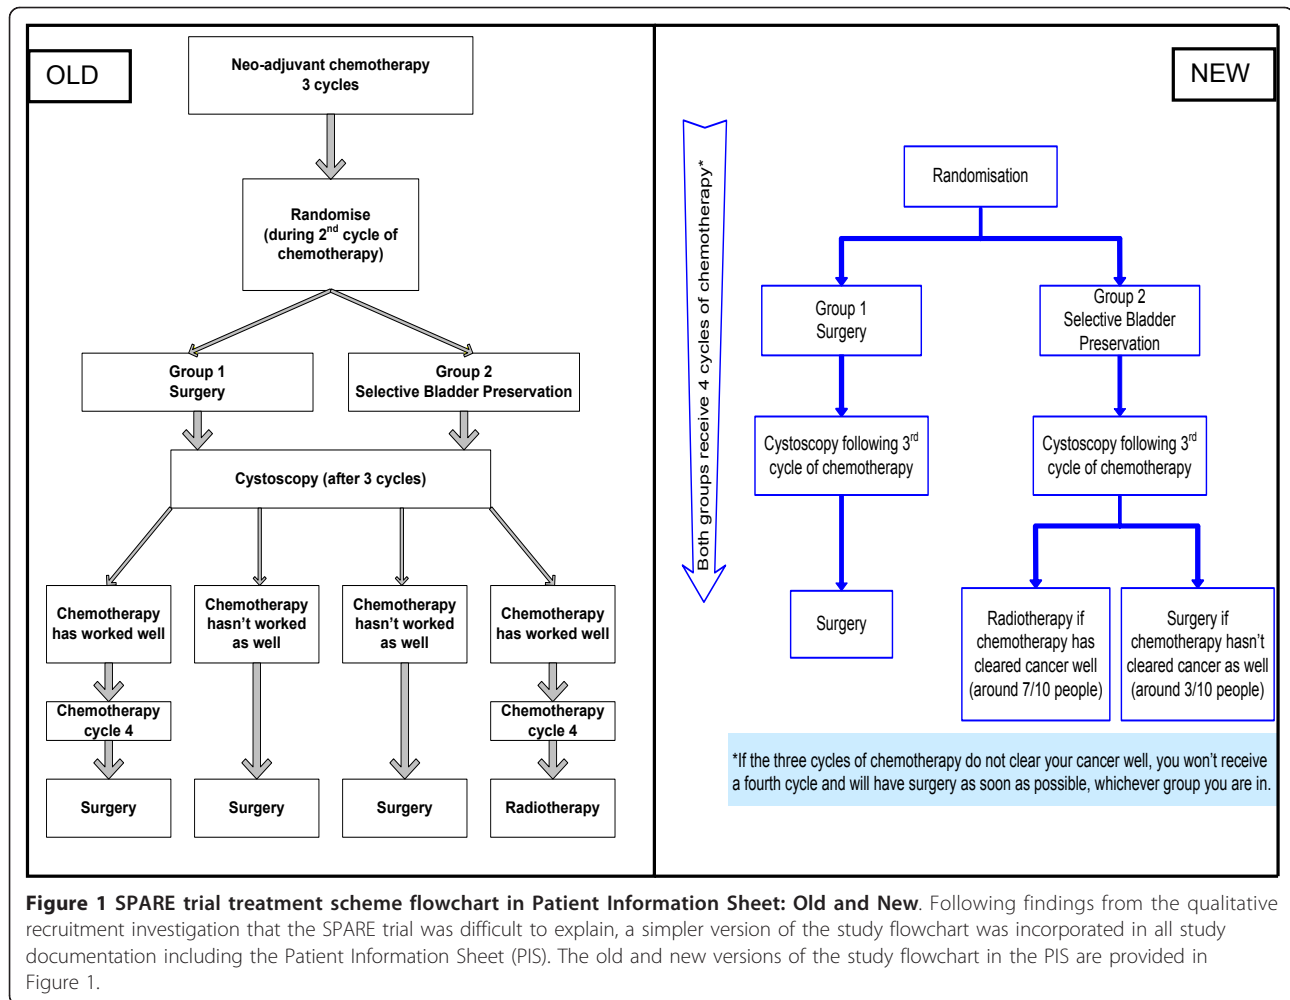 OLD
Neo-adjuvant chemotherapy
3 cycles
Randomise
(during 2nd cycle of
chemotherapy)
Group 1
Surgery
Group 2
Selective Bladder Preservation
Cystoscopy (after 3 cycles)
Chemotherapy
has worked well
Chemotherapy
hasn't worked
as well
Chemotherapy
hasn't worked
as well
Chemotherapy
has worked well
Chemotherapy
cycle 4
Chemotherapy
cycle 4
Surgery
Surgery
Surgery
Radiotherapy
NEW
Both groups receive 4 cycles of chemotherapy*
Randomisation
Group 1
Surgery
Group 2
Selective Bladder
Preservation
Cystoscopy following 3rd
cycle of chemotherapy
Cystoscopy following 3rd
cycle of chemotherapy
Surgery
Radiotherapy if
chemotherapy has
cleared cancer well
(around 7/10 people)
Surgery if
chemotherapy hasn't
cleared cancer as well
(around 3/10 people)
*If the three cycles of chemotherapy do not clear your cancer well, you won't receive
a fourth cycle and will have surgery as soon as possible, whichever group you are in.
Figure 1 SPARE trial treatment scheme flowchart in Patient Information Sheet: Old and New. Following findings from the qualitative
recruitment investigation that the SPARE trial was difficult to explain, a simpler version of the study flowchart was incorporated in all study
documentation including the Patient Information Sheet (PIS). The old and new versions of the study flowchart in the PIS are provided in
Figure 1.